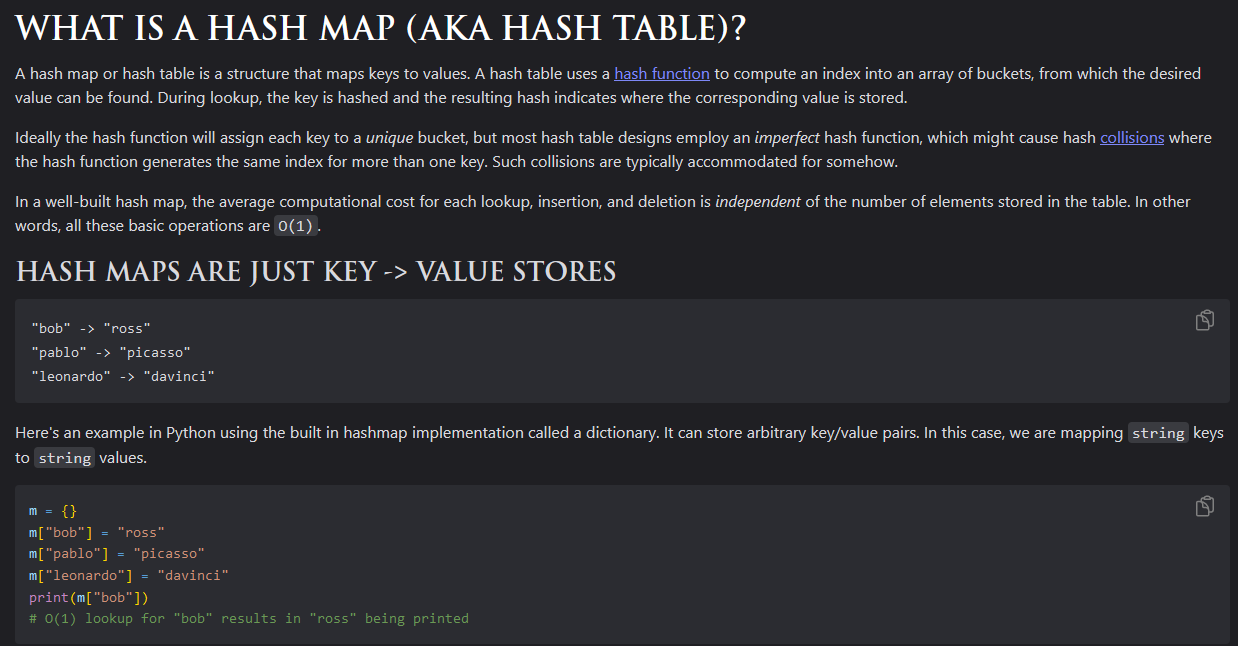 WHAT IS A HASH MAP (AKA HASH TABLE)?
A hash map or hash table is a structure that maps keys to values. A hash table uses a hash function to compute an index into an array of buckets, from which the desired
value can be found. During lookup, the key is hashed and the resulting hash indicates where the corresponding value is stored.
Ideally the hash function will assign each key to a unique bucket, but most hash table designs employ an imperfect hash function, which might cause hash collisions where
the hash function generates the same index for more than one key. Such collisions are typically accommodated for somehow.
In a well-built hash map, the average computational cost for each lookup, insertion, and deletion is independent of the number of elements stored in the table. In other
words, all these basic operations are O(1).
HASH MAPS ARE JUST KEY -> VALUE STORES
"bob" -> "ross"
"pablo" -> "picasso"
"leonardo" -> "davinci"
Here's an example in Python using the built in hashmap implementation called a dictionary. It can store arbitrary key/value pairs. In this case, we are mapping string keys
to string values.
m = {}
m["bob"] = "ross"
m["pablo"] = "picasso"
m["leonardo"] = "davinci"
print(m["bob"])
# O(1) lookup for "bob" results in "ross" being printed